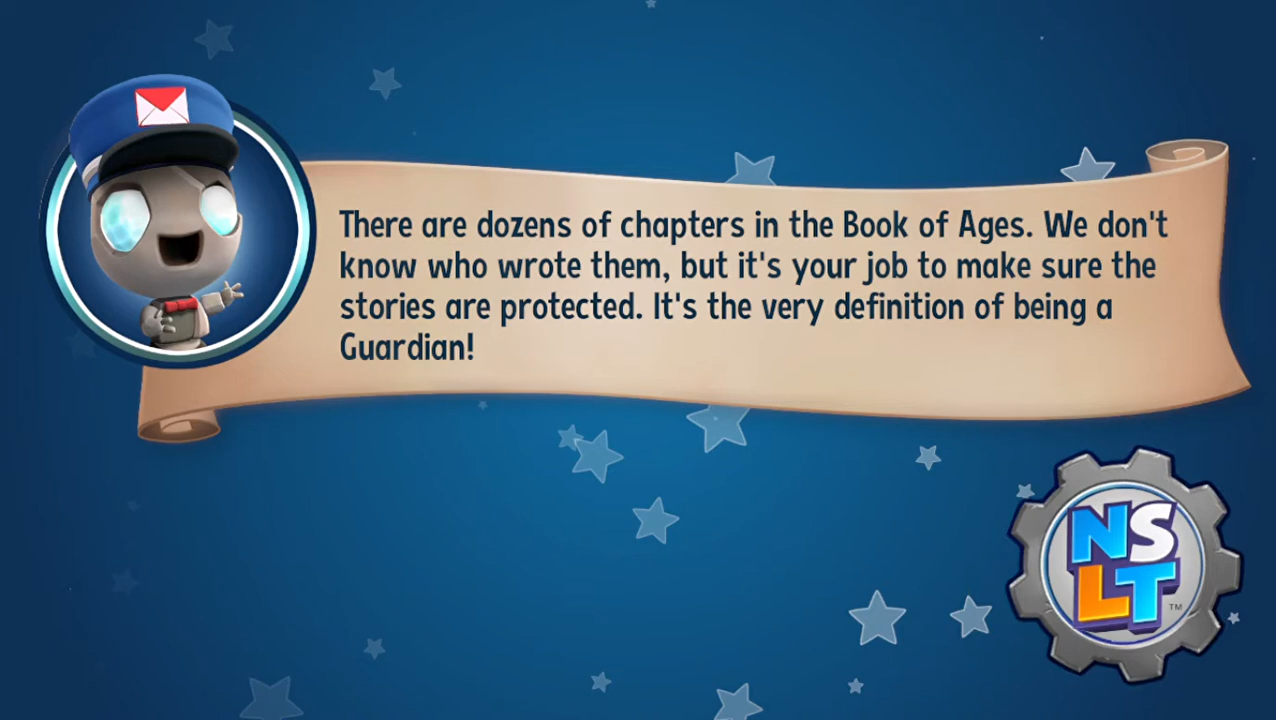 There are dozens of chapters in the Book of Ages. We don't
know who wrote them, but it's your job to make sure the
stories are protected. It's the very definition of being a
Guardian!
NS
LT
TM